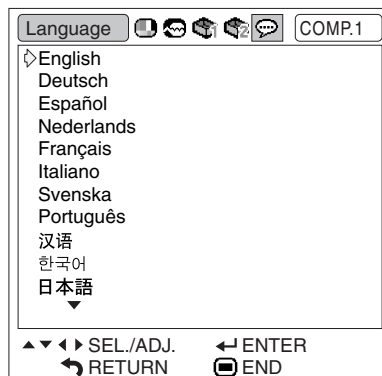 Language COMP.1
English
Deutsch
Español
Nederlands
Français
Italiano
Svenska
Português
汉语
한국어
日本語
SEL./ADJ. ENTER
RETURN END